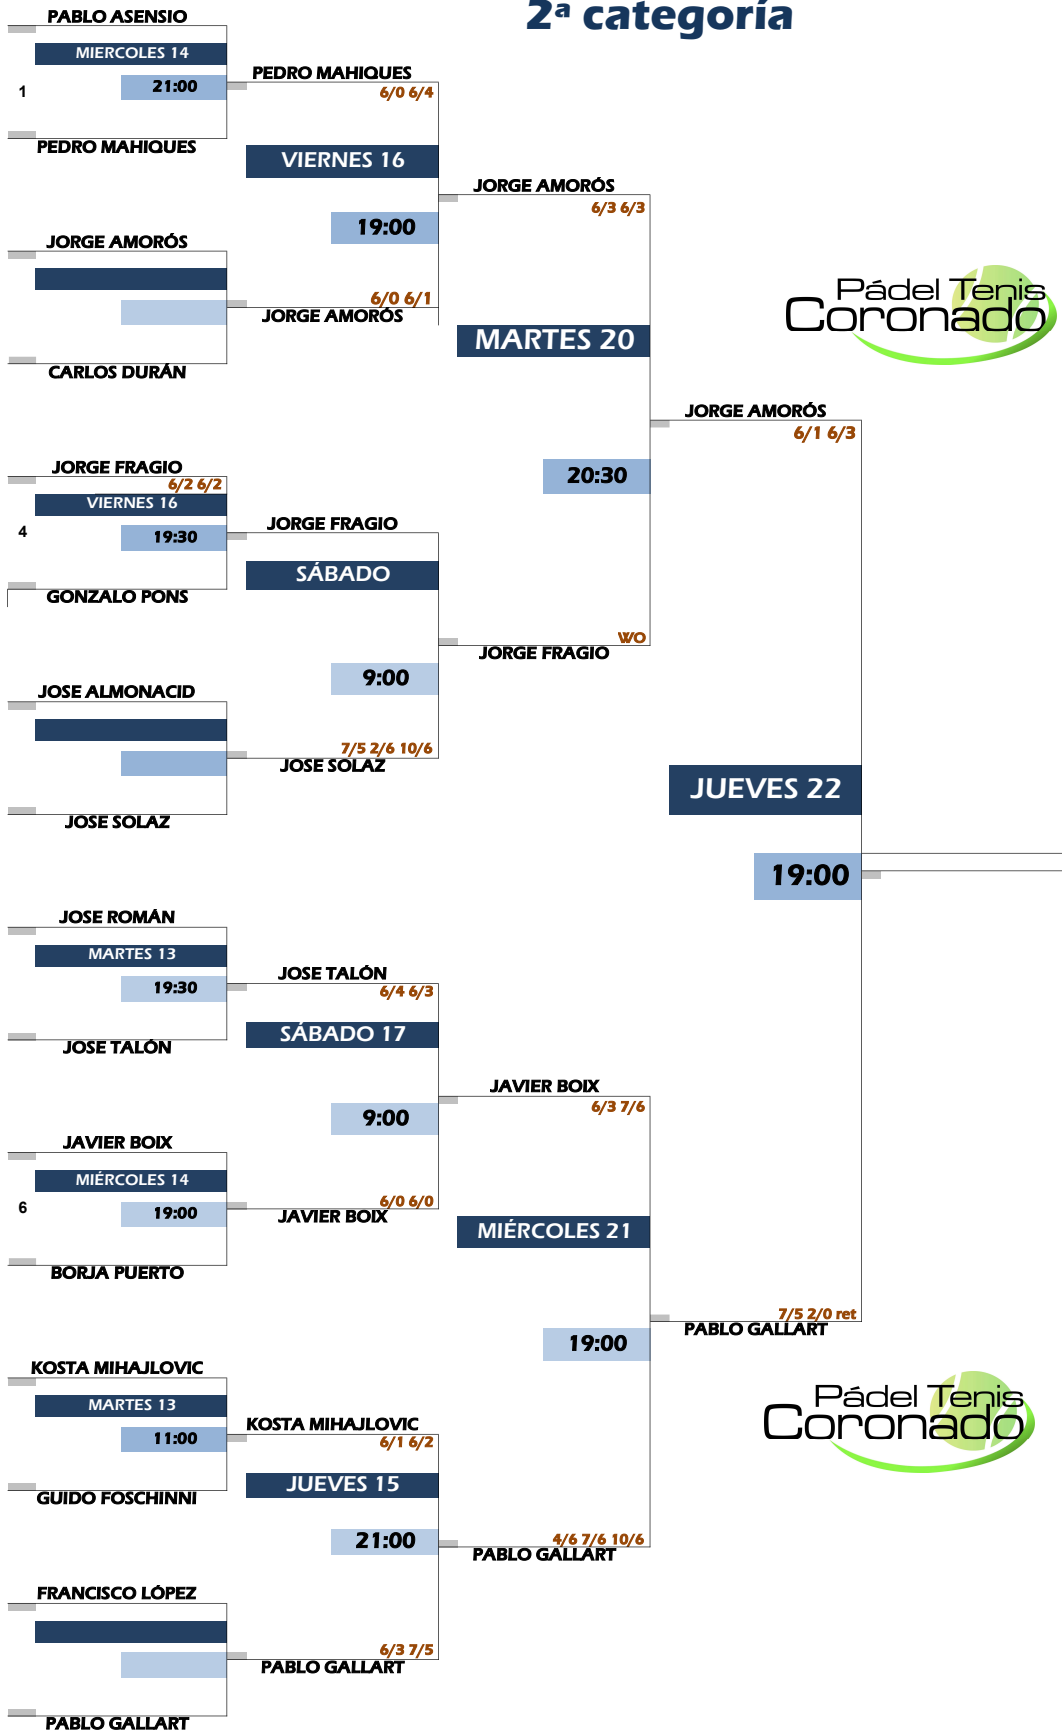 2ª categoría
PABLO ASENSIO
MIERCOLES 14
21:00
1
PEDRO MAHIQUES
PEDRO MAHIQUES
6/0 6/4
VIERNES 16
19:00
JORGE AMORÓS
6/3 6/3
JORGE AMORÓS
6/0 6/1
JORGE AMORÓS
CARLOS DURÁN
MARTES 20
20:30
Pádel Tenis
Coronado
JORGE AMORÓS
6/1 6/3
JORGE FRAGIO
6/2 6/2
VIERNES 16
4
19:30
JORGE FRAGIO
GONZALO PONS
SÁBADO
9:00
WO
JORGE FRAGIO
JOSE ALMONACID
7/5 2/6 10/6
JOSE SOLAZ
JOSE SOLAZ
JUEVES 22
19:00
JOSE ROMÁN
MARTES 13
19:30
JOSE TALÓN
6/4 6/3
JOSE TALÓN
SÁBADO 17
9:00
JAVIER BOIX
6/3 7/6
JAVIER BOIX
MIÉRCOLES 14
6
19:00
6/0 6/0
JAVIER BOIX
BORJA PUERTO
MIÉRCOLES 21
19:00
7/5 2/0 ret
PABLO GALLART
KOSTA MIHAJLOVIC
MARTES 13
11:00
KOSTA MIHAJLOVIC
6/1 6/2
GUIDO FOSCHINNI
JUEVES 15
21:00
4/6 7/6 10/6
PABLO GALLART
Pádel Tenis
Coronado
FRANCISCO LÓPEZ
6/3 7/5
PABLO GALLART
PABLO GALLART